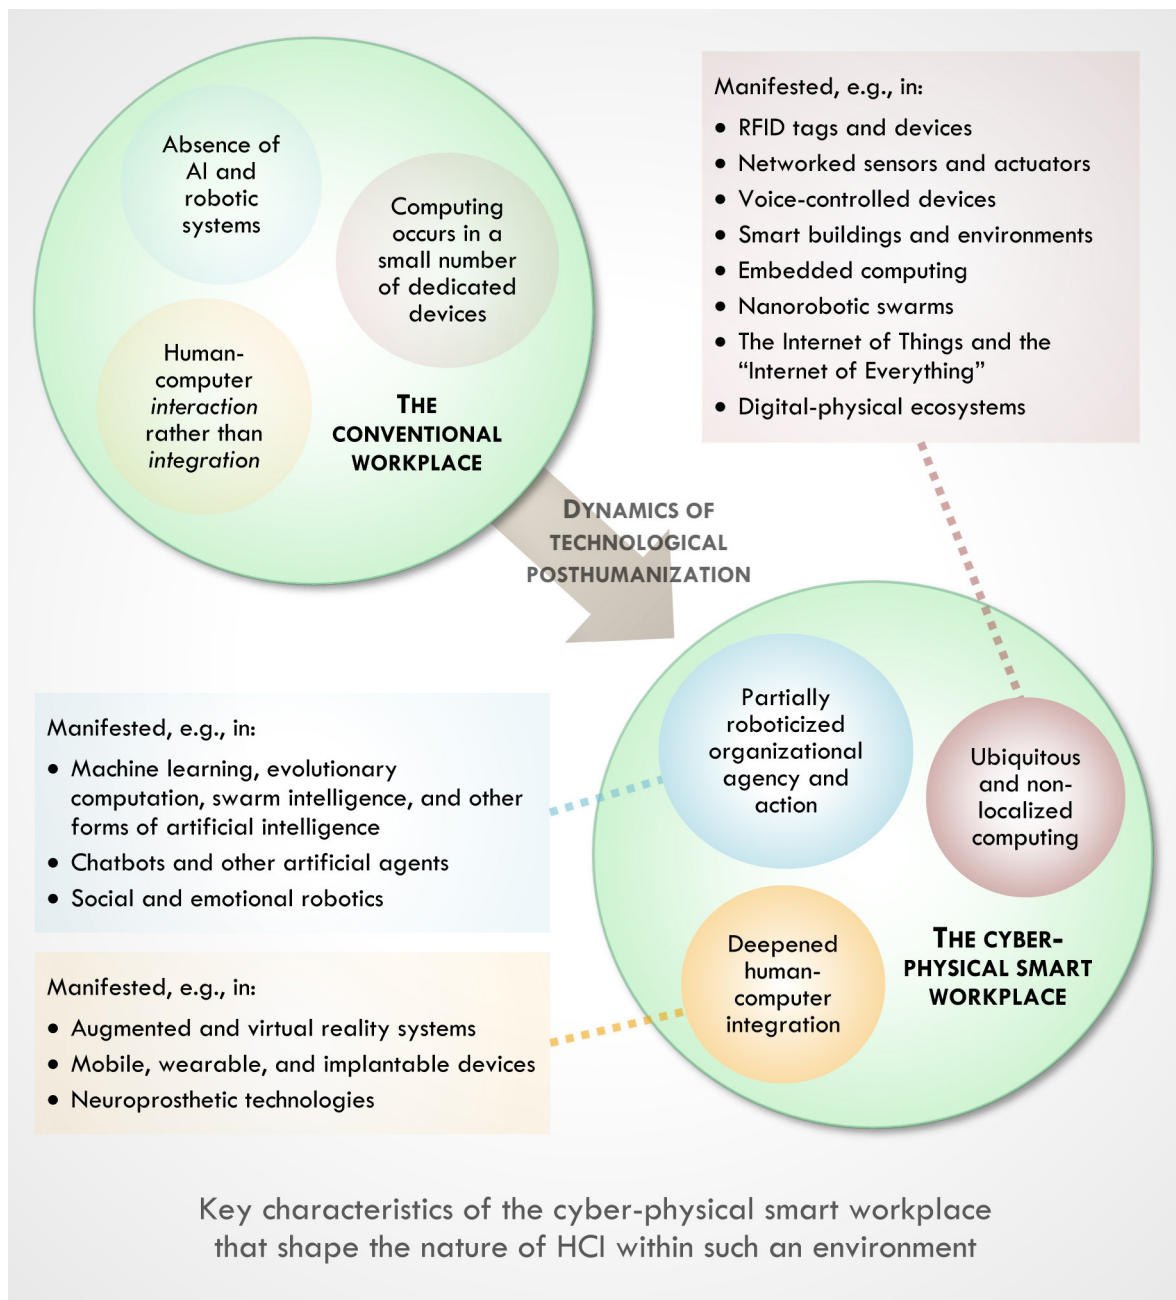 Absence of
AI and
robotic
systems
Computing
occurs in a
small number
of dedicated
devices
Human-
computer
interaction
rather than
integration
THE
CONVENTIONAL
WORKPLACE
Manifested, e.g., in:
• RFID tags and devices
• Networked sensors and actuators
• Voice-controlled devices
• Smart buildings and environments
• Embedded computing
• Nanorobotic swarms
• The Internet of Things and the
“Internet of Everything”
• Digital-physical ecosystems
DYNAMICS OF
TECHNOLOGICAL
POSTHUMANIZATION
Manifested, e.g., in:
• Machine learning, evolutionary
computation, swarm intelligence, and other
forms of artificial intelligence
• Chatbots and other artificial agents
• Social and emotional robotics
Partially
roboticized
organizational
agency and
action
Ubiquitous
and non-
localized
computing
Manifested, e.g., in:
• Augmented and virtual reality systems
• Mobile, wearable, and implantable devices
• Neuroprosthetic technologies
Deepened
human-
computer
integration
THE CYBER-
PHYSICAL SMART
WORKPLACE
Key characteristics of the cyber-physical smart workplace
that shape the nature of HCI within such an environment